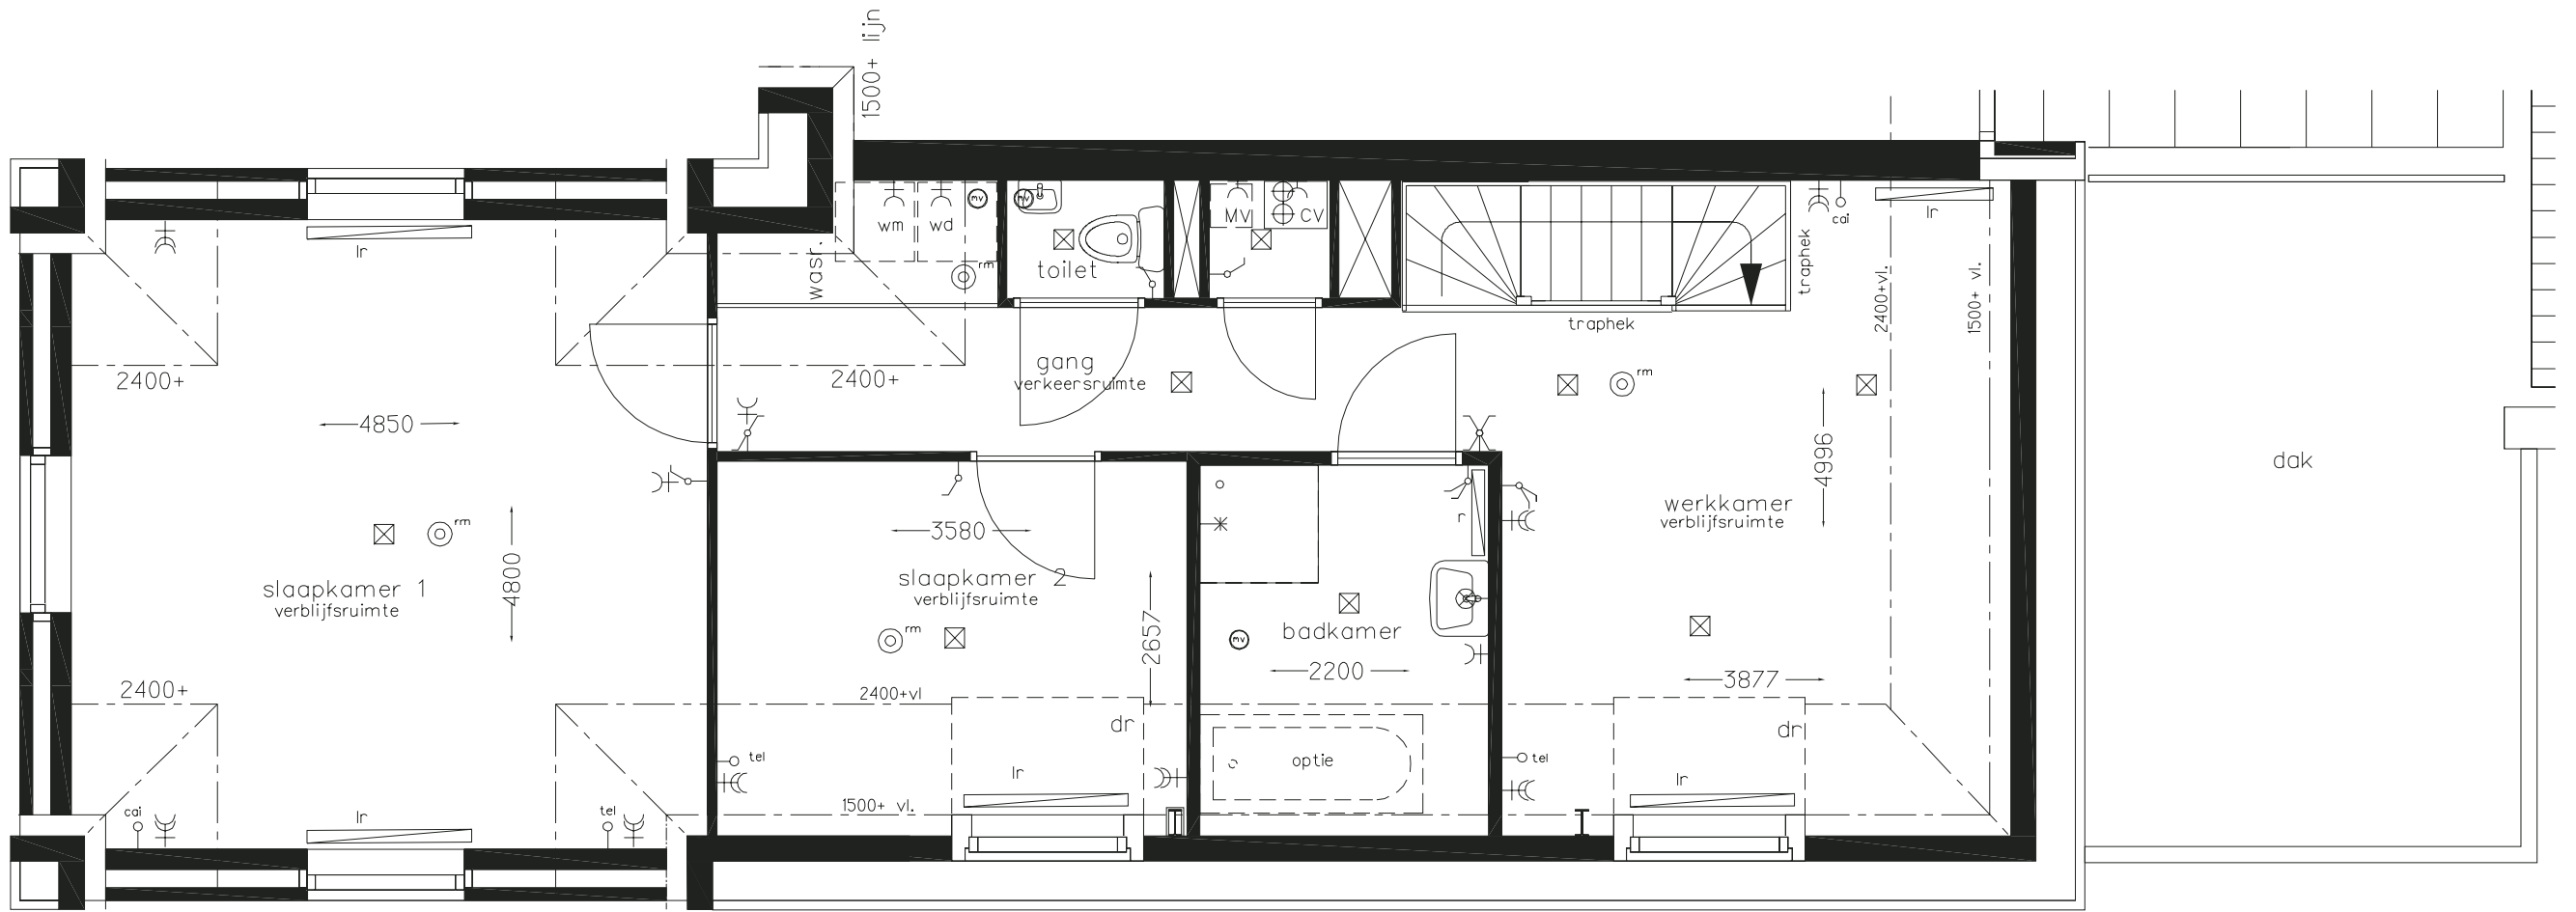 1500+ lijn
wm
wd
mv
mv
MV
CV
cai
lr
lr
wasr.
rm
toilet
traphek
traphek
2400+vl.
1500+ vl.
2400+
2400+
gang
verkeersruimte
rm
4850
4996
dak
rm
3580
r
werkkamer
verblijfsruimte
slaapkamer 1
verblijfsruimte
4800
slaapkamer 2
verblijfsruimte
rm
2657
mv
badkamer
2200
3877
2400+
2400+vl
dr
dr
tel
optie
tel
lr
lr
cai
lr
tel
1500+ vl.